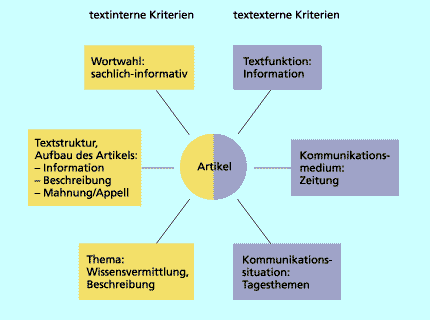 textinterne Kriterien
textexterne Kriterien
Wortwahl:
sachlich-informativ
Textfunktion:
Information
Textstruktur,
Aufbau des Artikels:
– Information
– Beschreibung
– Mahnung/Appell
Artikel
Kommunikations-
medium:
Zeitung
Thema:
Wissensvermittlung,
Beschreibung
Kommunikations-
situation:
Tagesthemen